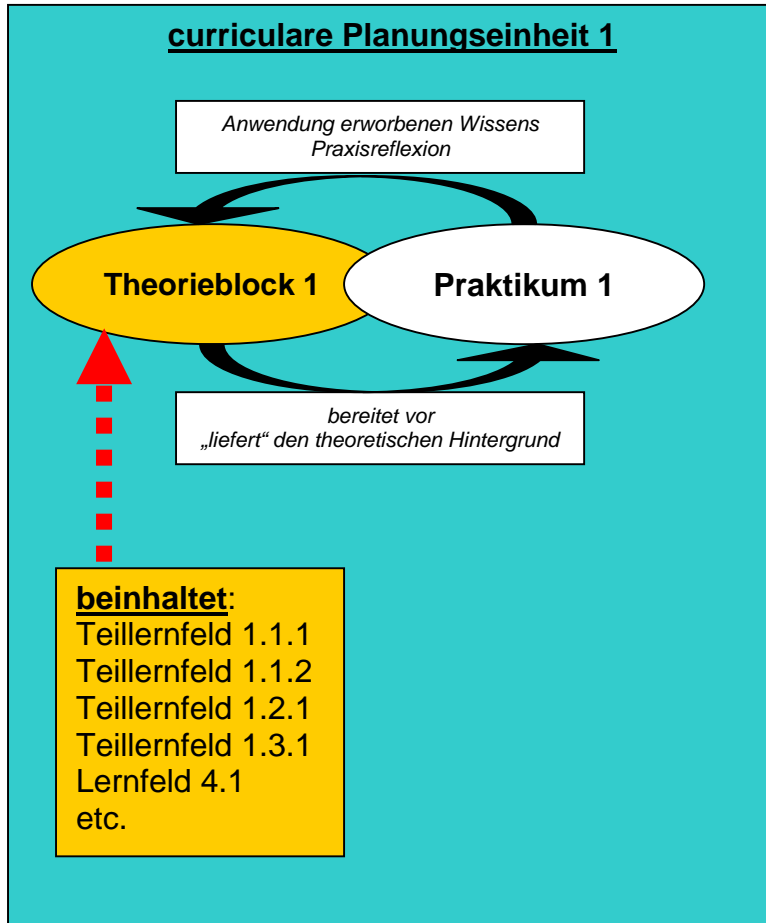 curriculare Planungseinheit 1
Anwendung erworbenen Wissens
Praxisreflexion
Theorieblock 1
Praktikum 1
bereitet vor
„liefert“ den theoretischen Hintergrund
beinhaltet:
Teillernfeld 1.1.1
Teillernfeld 1.1.2
Teillernfeld 1.2.1
Teillernfeld 1.3.1
Lernfeld 4.1
etc.